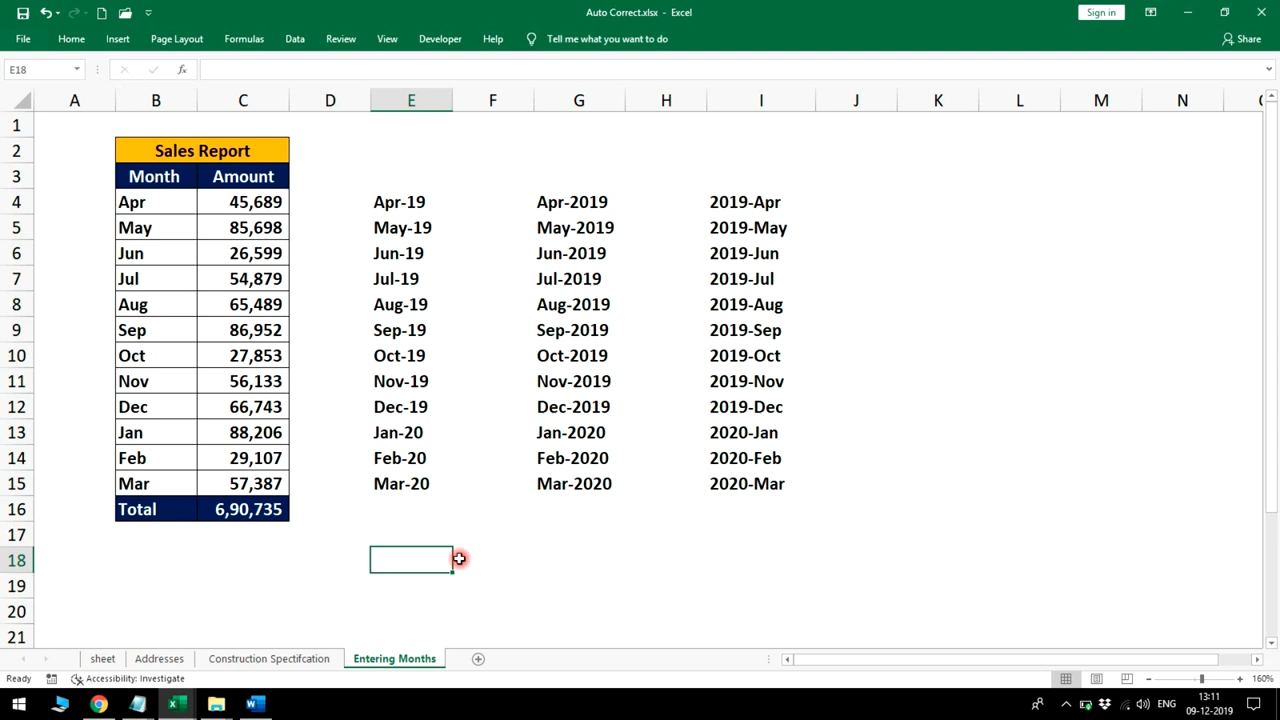 Auto Correct.xlsx - Excel
Sign in
File Home Insert Page Layout Formulas Data Review View Developer Help Tell me what you want to do Share
E18 fx
A B C D E F G H I J K L M N
1
2 Sales Report
3 Month Amount
4 Apr 45,689 Apr-19 Apr-2019 2019-Apr
5 May 85,698 May-19 May-2019 2019-May
6 Jun 26,599 Jun-19 Jun-2019 2019-Jun
7 Jul 54,879 Jul-19 Jul-2019 2019-Jul
8 Aug 65,489 Aug-19 Aug-2019 2019-Aug
9 Sep 86,952 Sep-19 Sep-2019 2019-Sep
10 Oct 27,853 Oct-19 Oct-2019 2019-Oct
11 Nov 56,133 Nov-19 Nov-2019 2019-Nov
12 Dec 66,743 Dec-19 Dec-2019 2019-Dec
13 Jan 88,206 Jan-20 Jan-2020 2020-Jan
14 Feb 29,107 Feb-20 Feb-2020 2020-Feb
15 Mar 57,387 Mar-20 Mar-2020 2020-Mar
16 Total 6,90,735
17
18
19
20
21
sheet Addresses Construction Spectifcation Entering Months
Ready Accessibility: Investigate 160%
ENG 13:11
09-12-2019